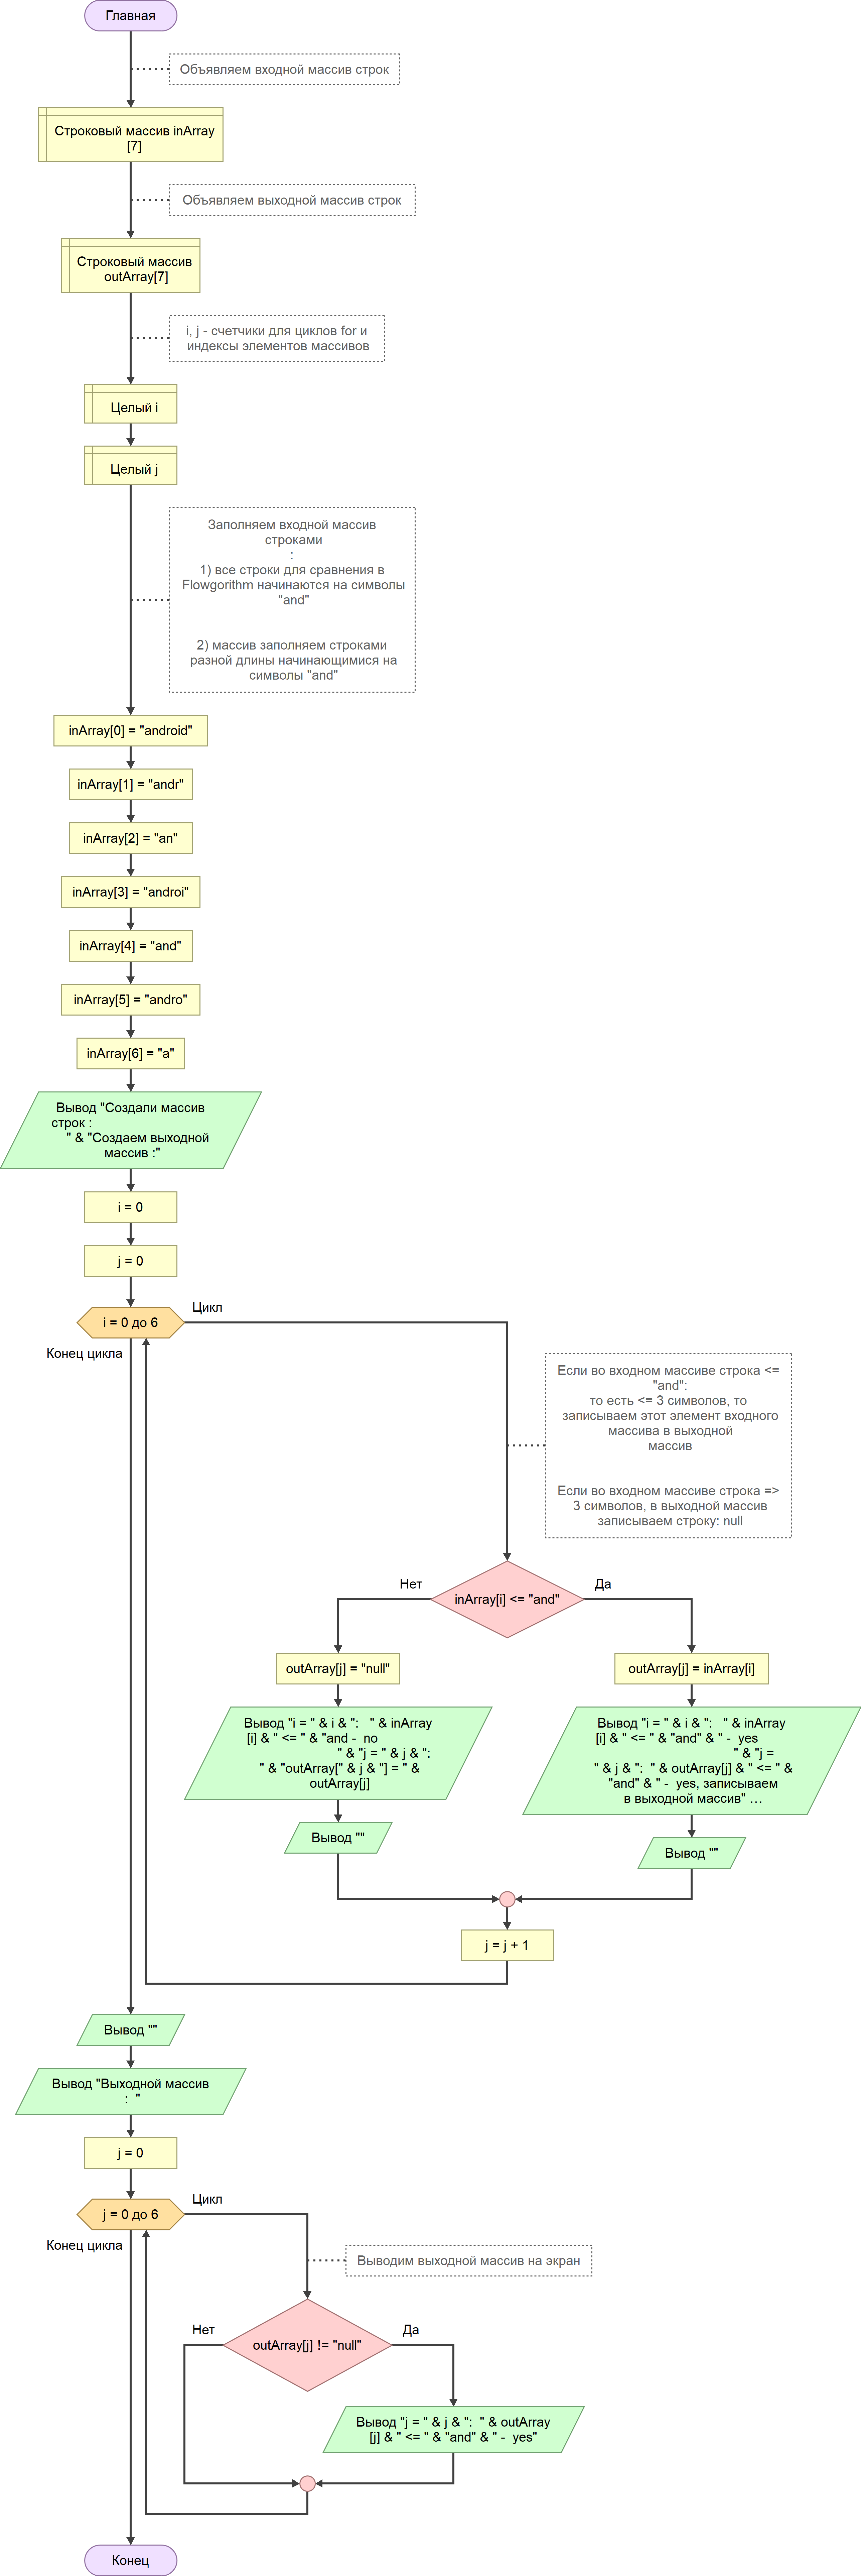 Главная
Объявляем входной массив строк
Строковый массив inArray
[7]
Объявляем выходной массив строк
Строковый массив
outArray[7]
i, j - счетчики для циклов for и
индексы элементов массивов
Целый i
Целый j
Заполняем входной массив
строками
:
1) все строки для сравнения в
Flowgorithm начинаются на символы
"and"
2) массив заполняем строками
разной длины начинающимися на
символы "and"
inArray[0] = "android"
inArray[1] = "andr"
inArray[2] = "an"
inArray[3] = "androi"
inArray[4] = "and"
inArray[5] = "andro"
inArray[6] = "a"
Вывод "Создали массив
строк :
" & "Создаем выходной
массив :"
i = 0
j = 0
i = 0 до 6
Цикл
Конец цикла
Если во входном массиве строка <=
"and":
то есть <= 3 символов, то
записываем этот элемент входного
массива в выходной
массив
Если во входном массиве строка =>
3 символов, в выходной массив
записываем строку: null
inArray[i] <= "and"
Нет
Да
outArray[j] = "null"
outArray[j] = inArray[i]
Вывод "i = " & i & ":   " & inArray
[i] & " <= " & "and -  no
" & "j = " & j & ":
" & "outArray[" & j & "] = " &
outArray[j]
Вывод "i = " & i & ":   " & inArray
[i] & " <= " & "and" & " -  yes
" & "j =
" & j & ":  " & outArray[j] & " <= " &
"and" & " -  yes, записываем
в выходной массив" …
Вывод ""
Вывод ""
j = j + 1
Вывод ""
Вывод "Выходной массив
:  "
j = 0
j = 0 до 6
Цикл
Конец цикла
Выводим выходной массив на экран
outArray[j] != "null"
Нет
Да
Вывод "j = " & j & ":  " & outArray
[j] & " <= " & "and" & " -  yes"
Конец